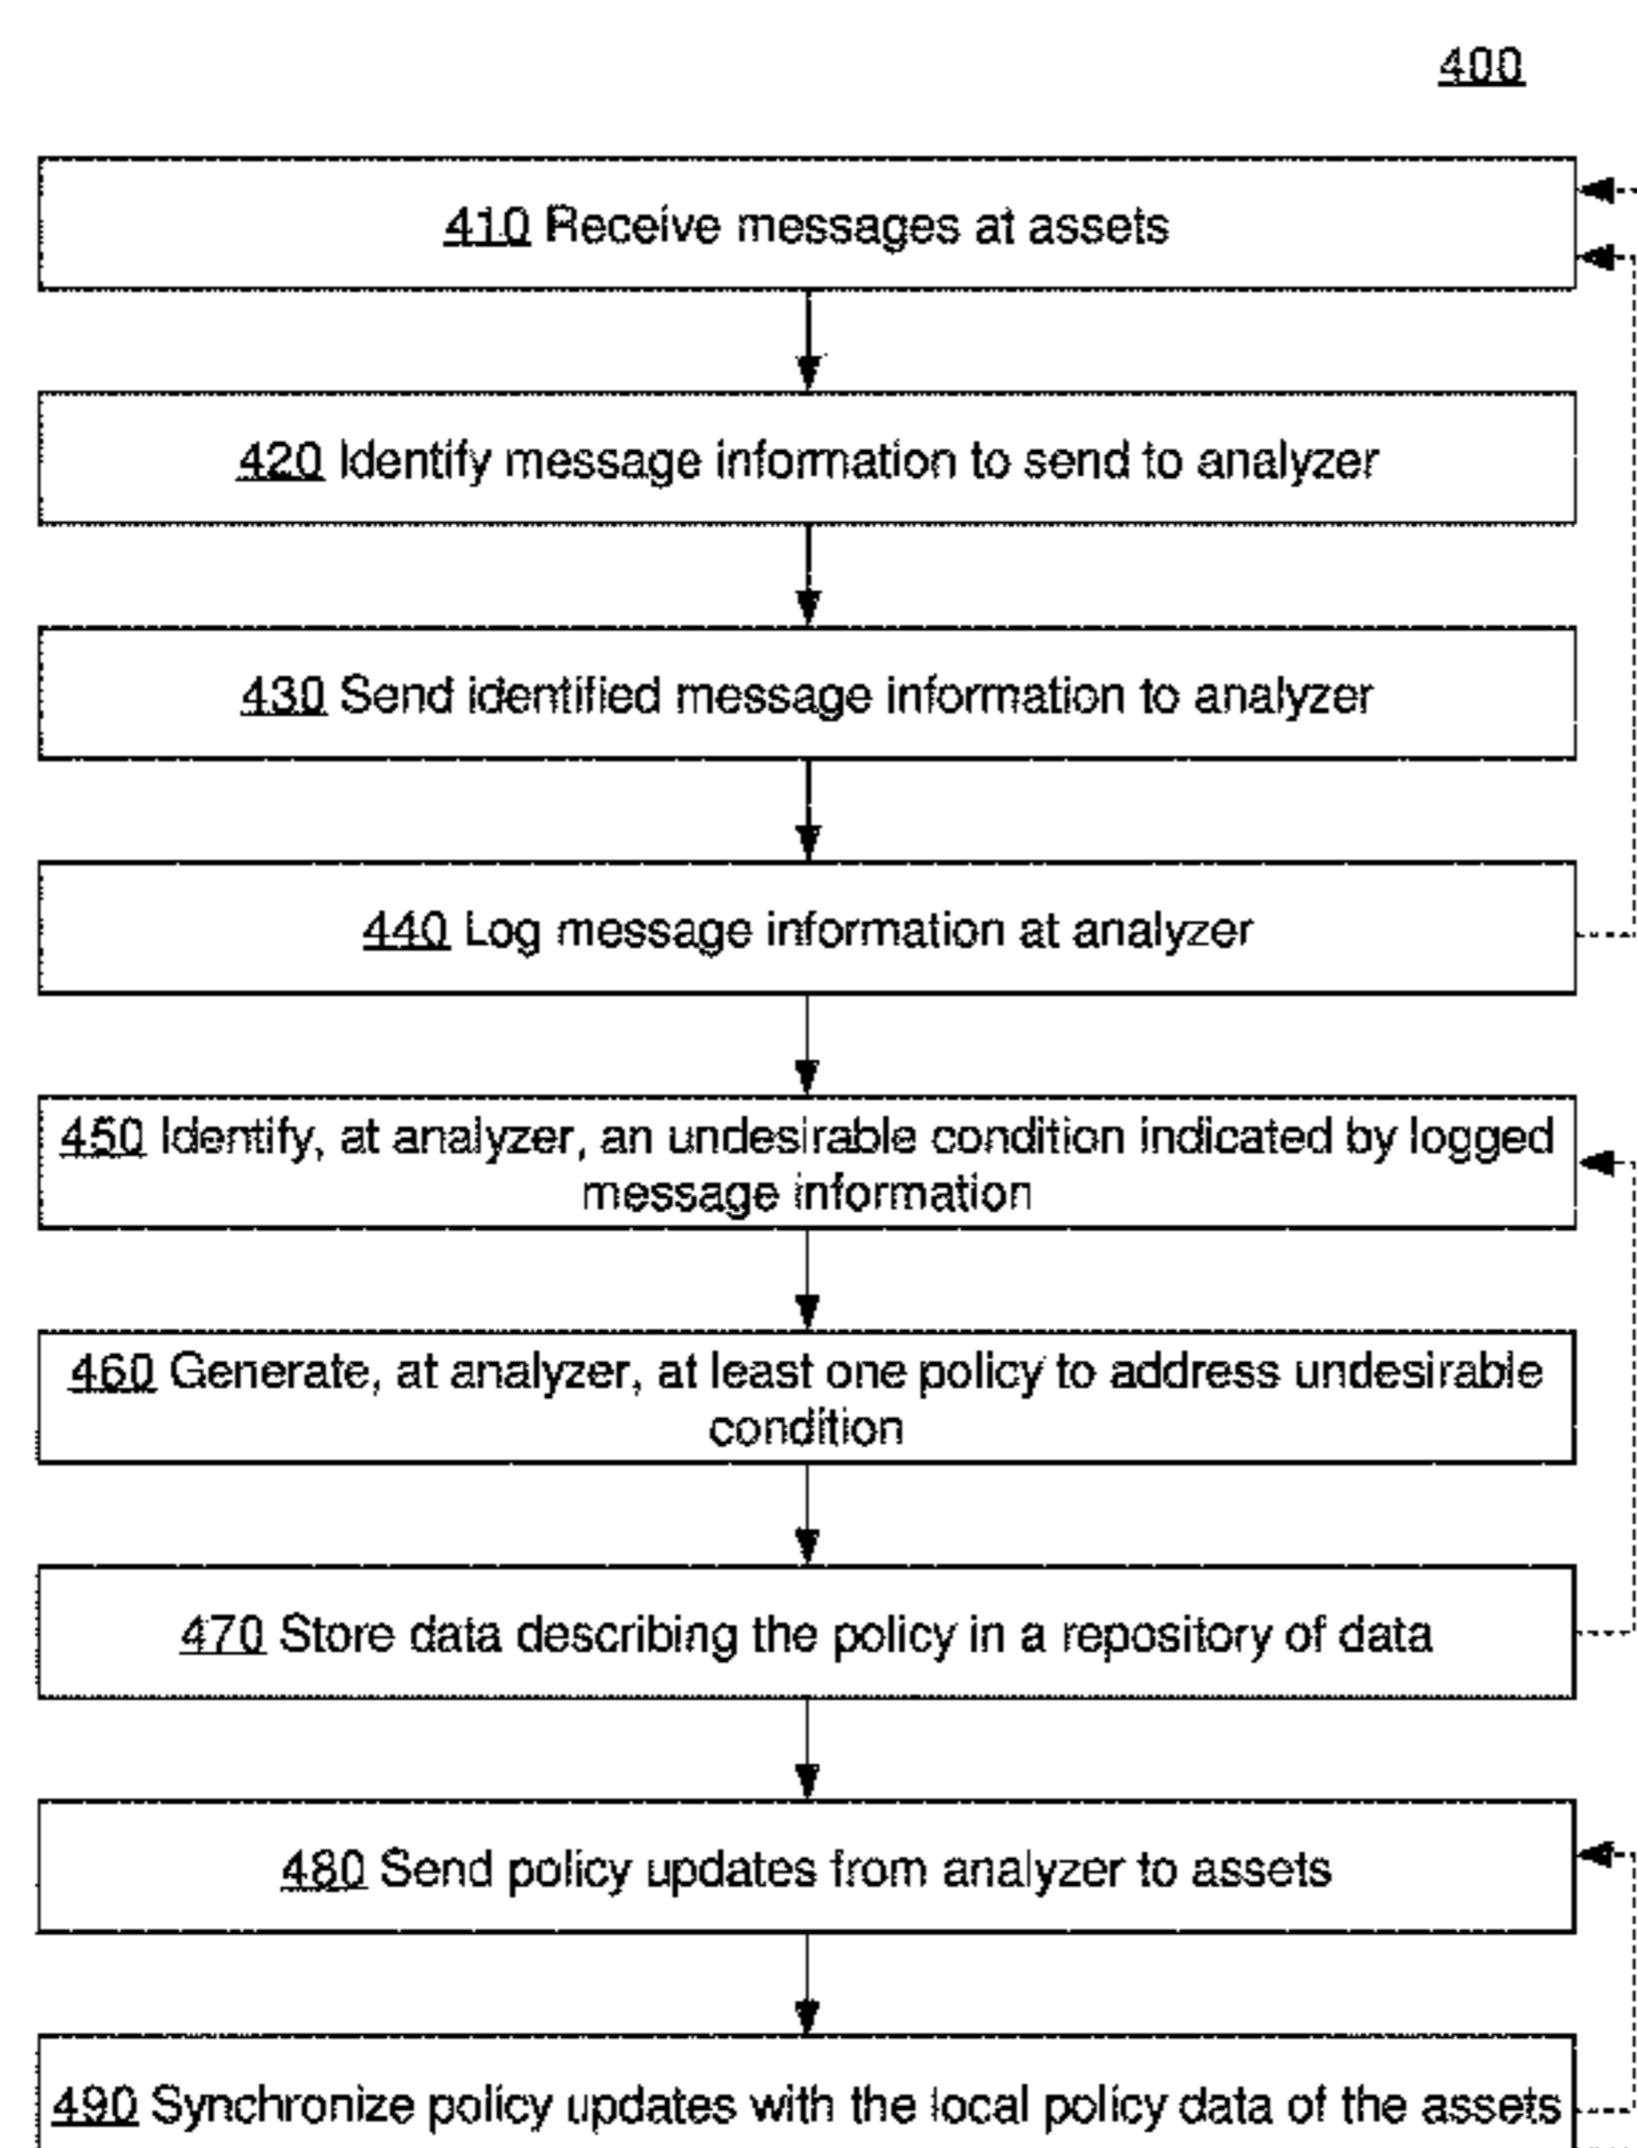 400
410 Receive messages at assets
420 Identify message information to send to analyzer
430 Send identified message information to analyzer
440 Log message information at analyzer
450 Identify, at analyzer, an undesirable condition indicated by logged
message information
460 Generate, at analyzer, at least one policy to address undesirable
condition
470 Store data describing the policy in a repository of data
480 Send policy updates from analyzer to assets
490 Synchronize policy updates with the local policy data of the assets